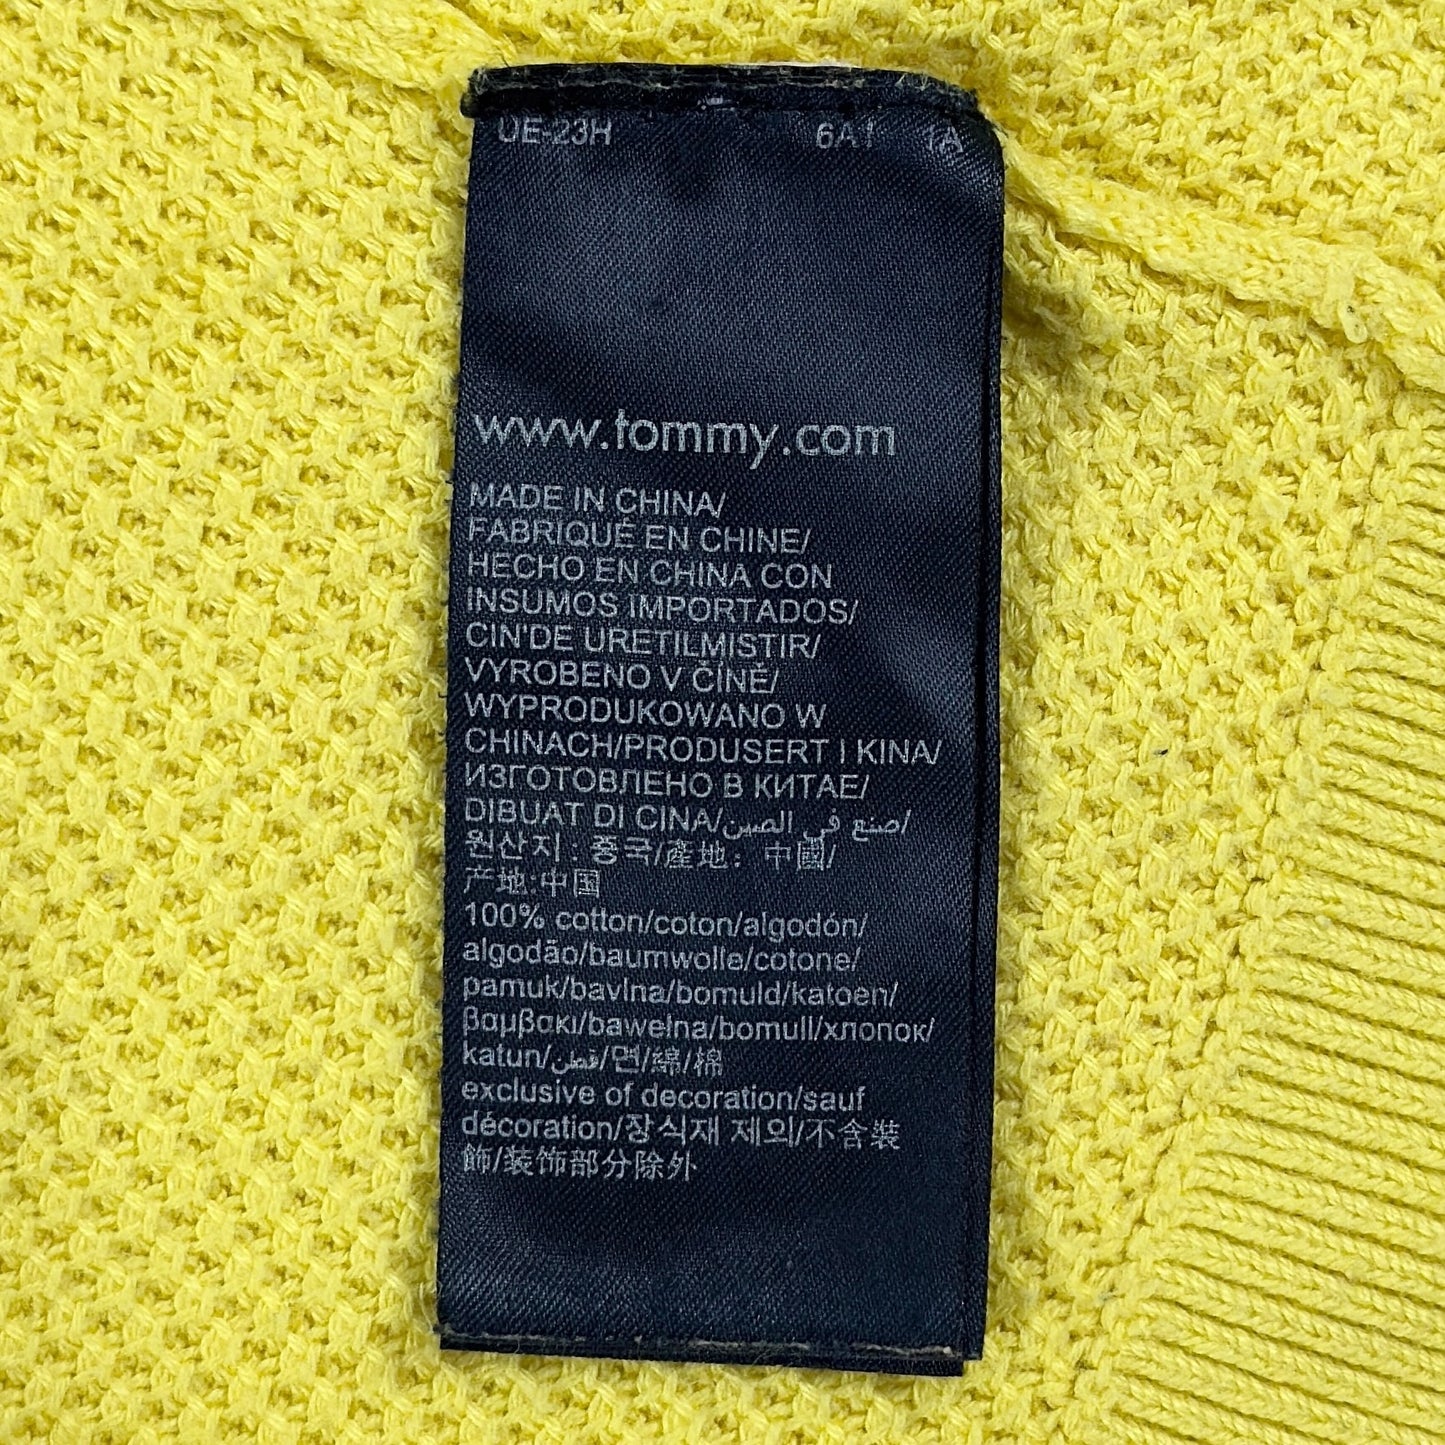 -23H 6A 1A
www.tommy.com
MADE IN CHINA/
FABRIQUÉ EN CHINE/
HECHO EN CHINA CON
INSUMOS IMPORTADOS/
CIN'DE URETILMISTIR/
VYROBENO V ČÍNĚ/
WYPRODUKOWANO W
CHINACH/PRODUSERT I KINA/
ИЗГОТОВЛЕНО В КИТАЕ/
DIBUAT DI CINA/صنع في الصين/
원산지 : 중국/產地: 中國/
产地:中国
100% cotton/coton/algodón/
algodão/baumwolle/cotone/
pamuk/bavlna/bomuld/katoen/
βαμβακι/bawełna/bomull/хлопок/
katun/قطن/면/綿/棉
exclusive of decoration/sauf
décoration/장식재 제외/不含裝
飾/装饰部分除外